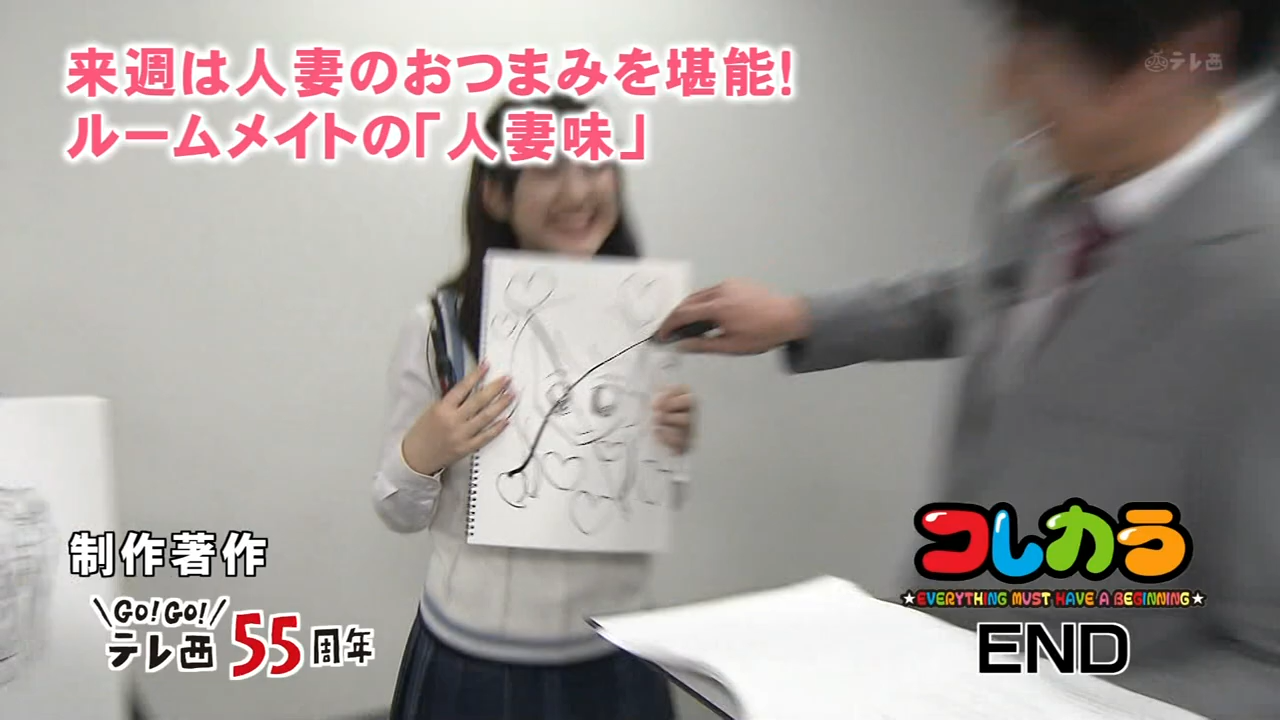 来週は人妻のおつまみを堪能!
ルームメイトの「人妻味」
テレ西
制作著作
GO!GO!
テレ西55周年
コレカラ
★EVERYTHING MUST HAVE A BEGINNING★
END